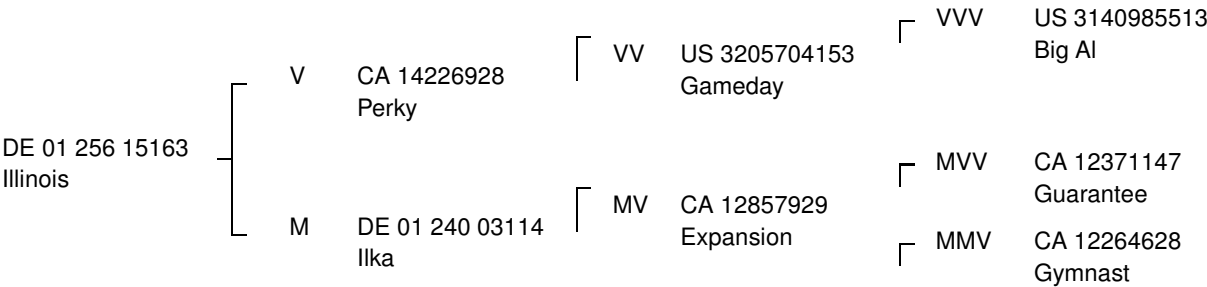 DE 01 256 15163
Illinois
V CA 14226928
Perky
M DE 01 240 03114
Ilka
VV US 3205704153
Gameday
MV CA 12857929
Expansion
VVV US 3140985513
Big Al
MVV CA 12371147
Guarantee
MMV CA 12264628
Gymnast